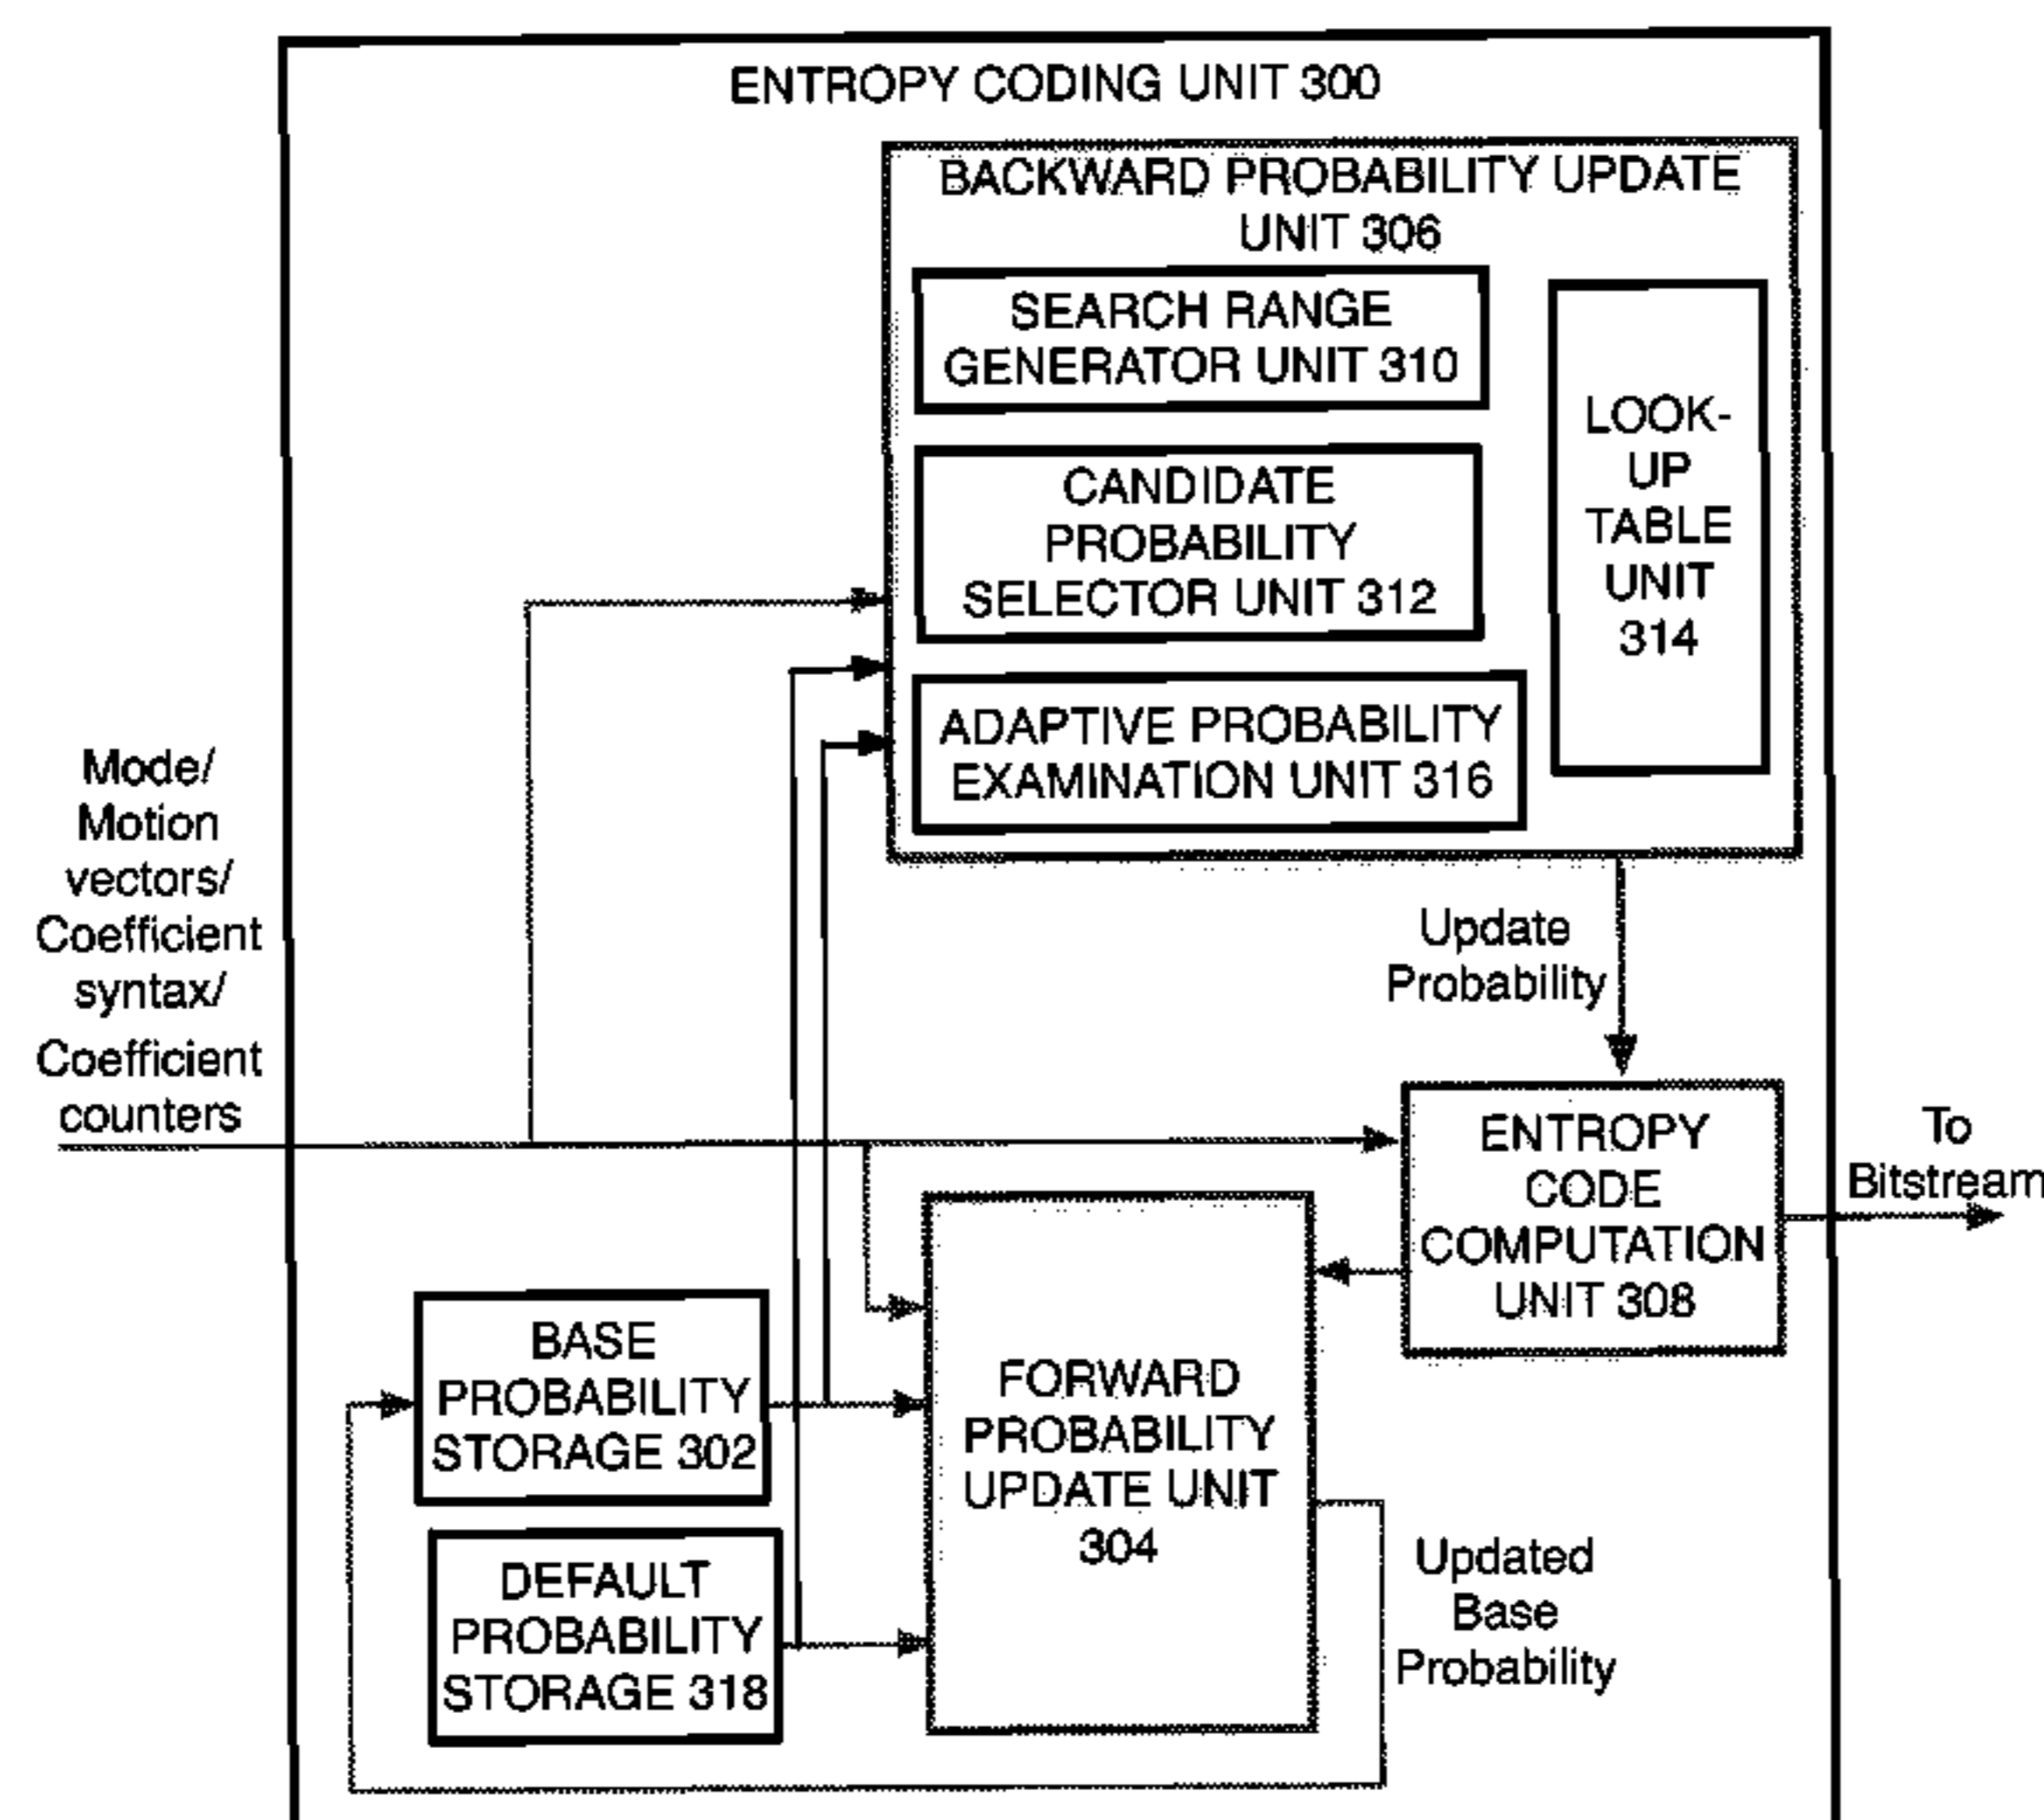 ENTROPY CODING UNIT 300
BACKWARD PROBABILITY UPDATE
UNIT 306
SEARCH RANGE
GENERATOR UNIT 310
CANDIDATE
PROBABILITY
SELECTOR UNIT 312
ADAPTIVE PROBABILITY
EXAMINATION UNIT 316
LOOK-
UP
TABLE
UNIT
314
Mode/
Motion
vectors/
Coefficient
syntax/
Coefficient
counters
Update
Probability
ENTROPY
CODE
COMPUTATION
UNIT 308
To
Bitstream
BASE
PROBABILITY
STORAGE 302
DEFAULT
PROBABILITY
STORAGE 318
FORWARD
PROBABILITY
UPDATE UNIT
304
Updated
Base
Probability